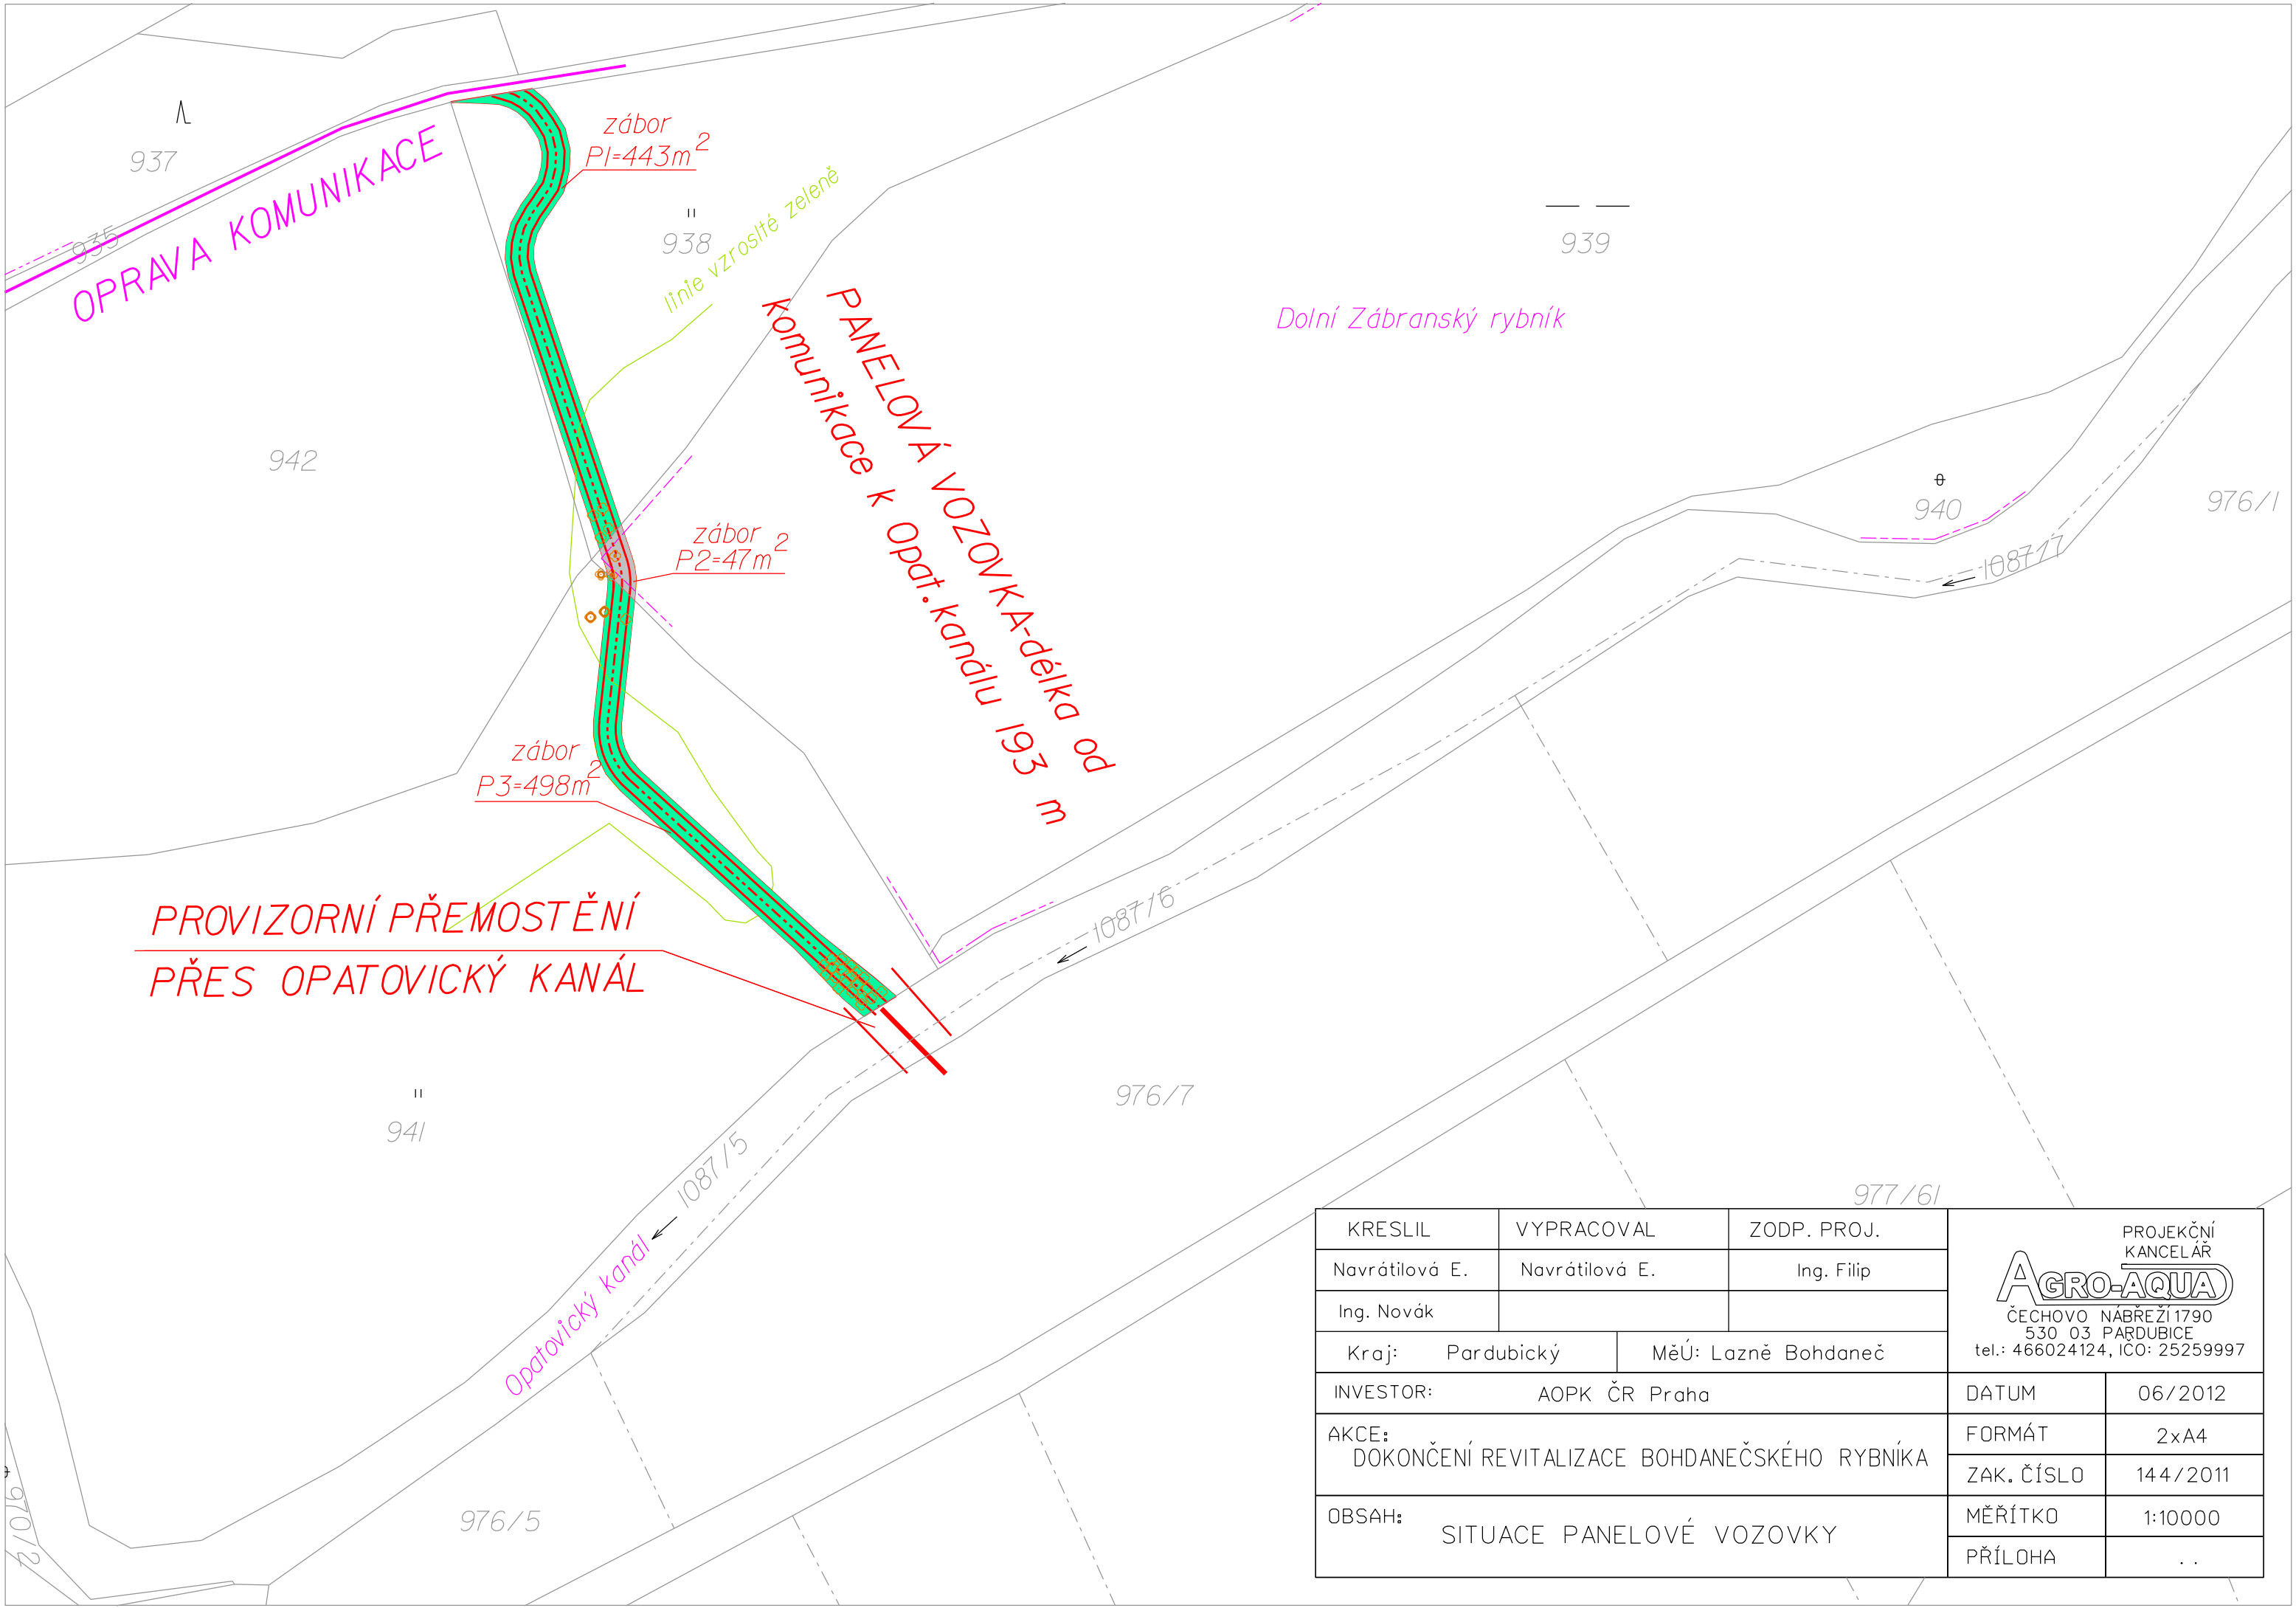 937
935
OPRAVA KOMUNIKACE
zábor
P1=443m²
938
linie vzroslté zeleně
939
Dolní Zábranský rybník
942
PANELOVÁ VOZOVKA-délka od
komunikace k Opat.kanálu 193 m
zábor
P2=47m²
940
976/1
1087/7
zábor
P3=498m²
PROVIZORNÍ PŘEMOSTĚNÍ
PŘES OPATOVICKÝ KANÁL
1087/6
976/7
941
1087/5
Opatovický kanál
977/61
976/5
970/2
KRESLIL VYPRACOVAL ZODP. PROJ.
Navrátilová E. Navrátilová E. Ing. Filip
Ing. Novák
Kraj: Pardubický MěÚ: Lazně Bohdaneč
INVESTOR: AOPK ČR Praha
AKCE:
DOKONČENÍ REVITALIZACE BOHDANEČSKÉHO RYBNÍKA
OBSAH:
SITUACE PANELOVÉ VOZOVKY
PROJEKČNÍ
KANCELÁŘ
AGRO-AQUA
ČECHOVO NÁBŘEŽÍ 1790
530 03 PARDUBICE
tel.: 466024124, IČO: 25259997
DATUM 06/2012
FORMÁT 2xA4
ZAK. ČÍSLO 144/2011
MĚŘÍTKO 1:10000
PŘÍLOHA . .